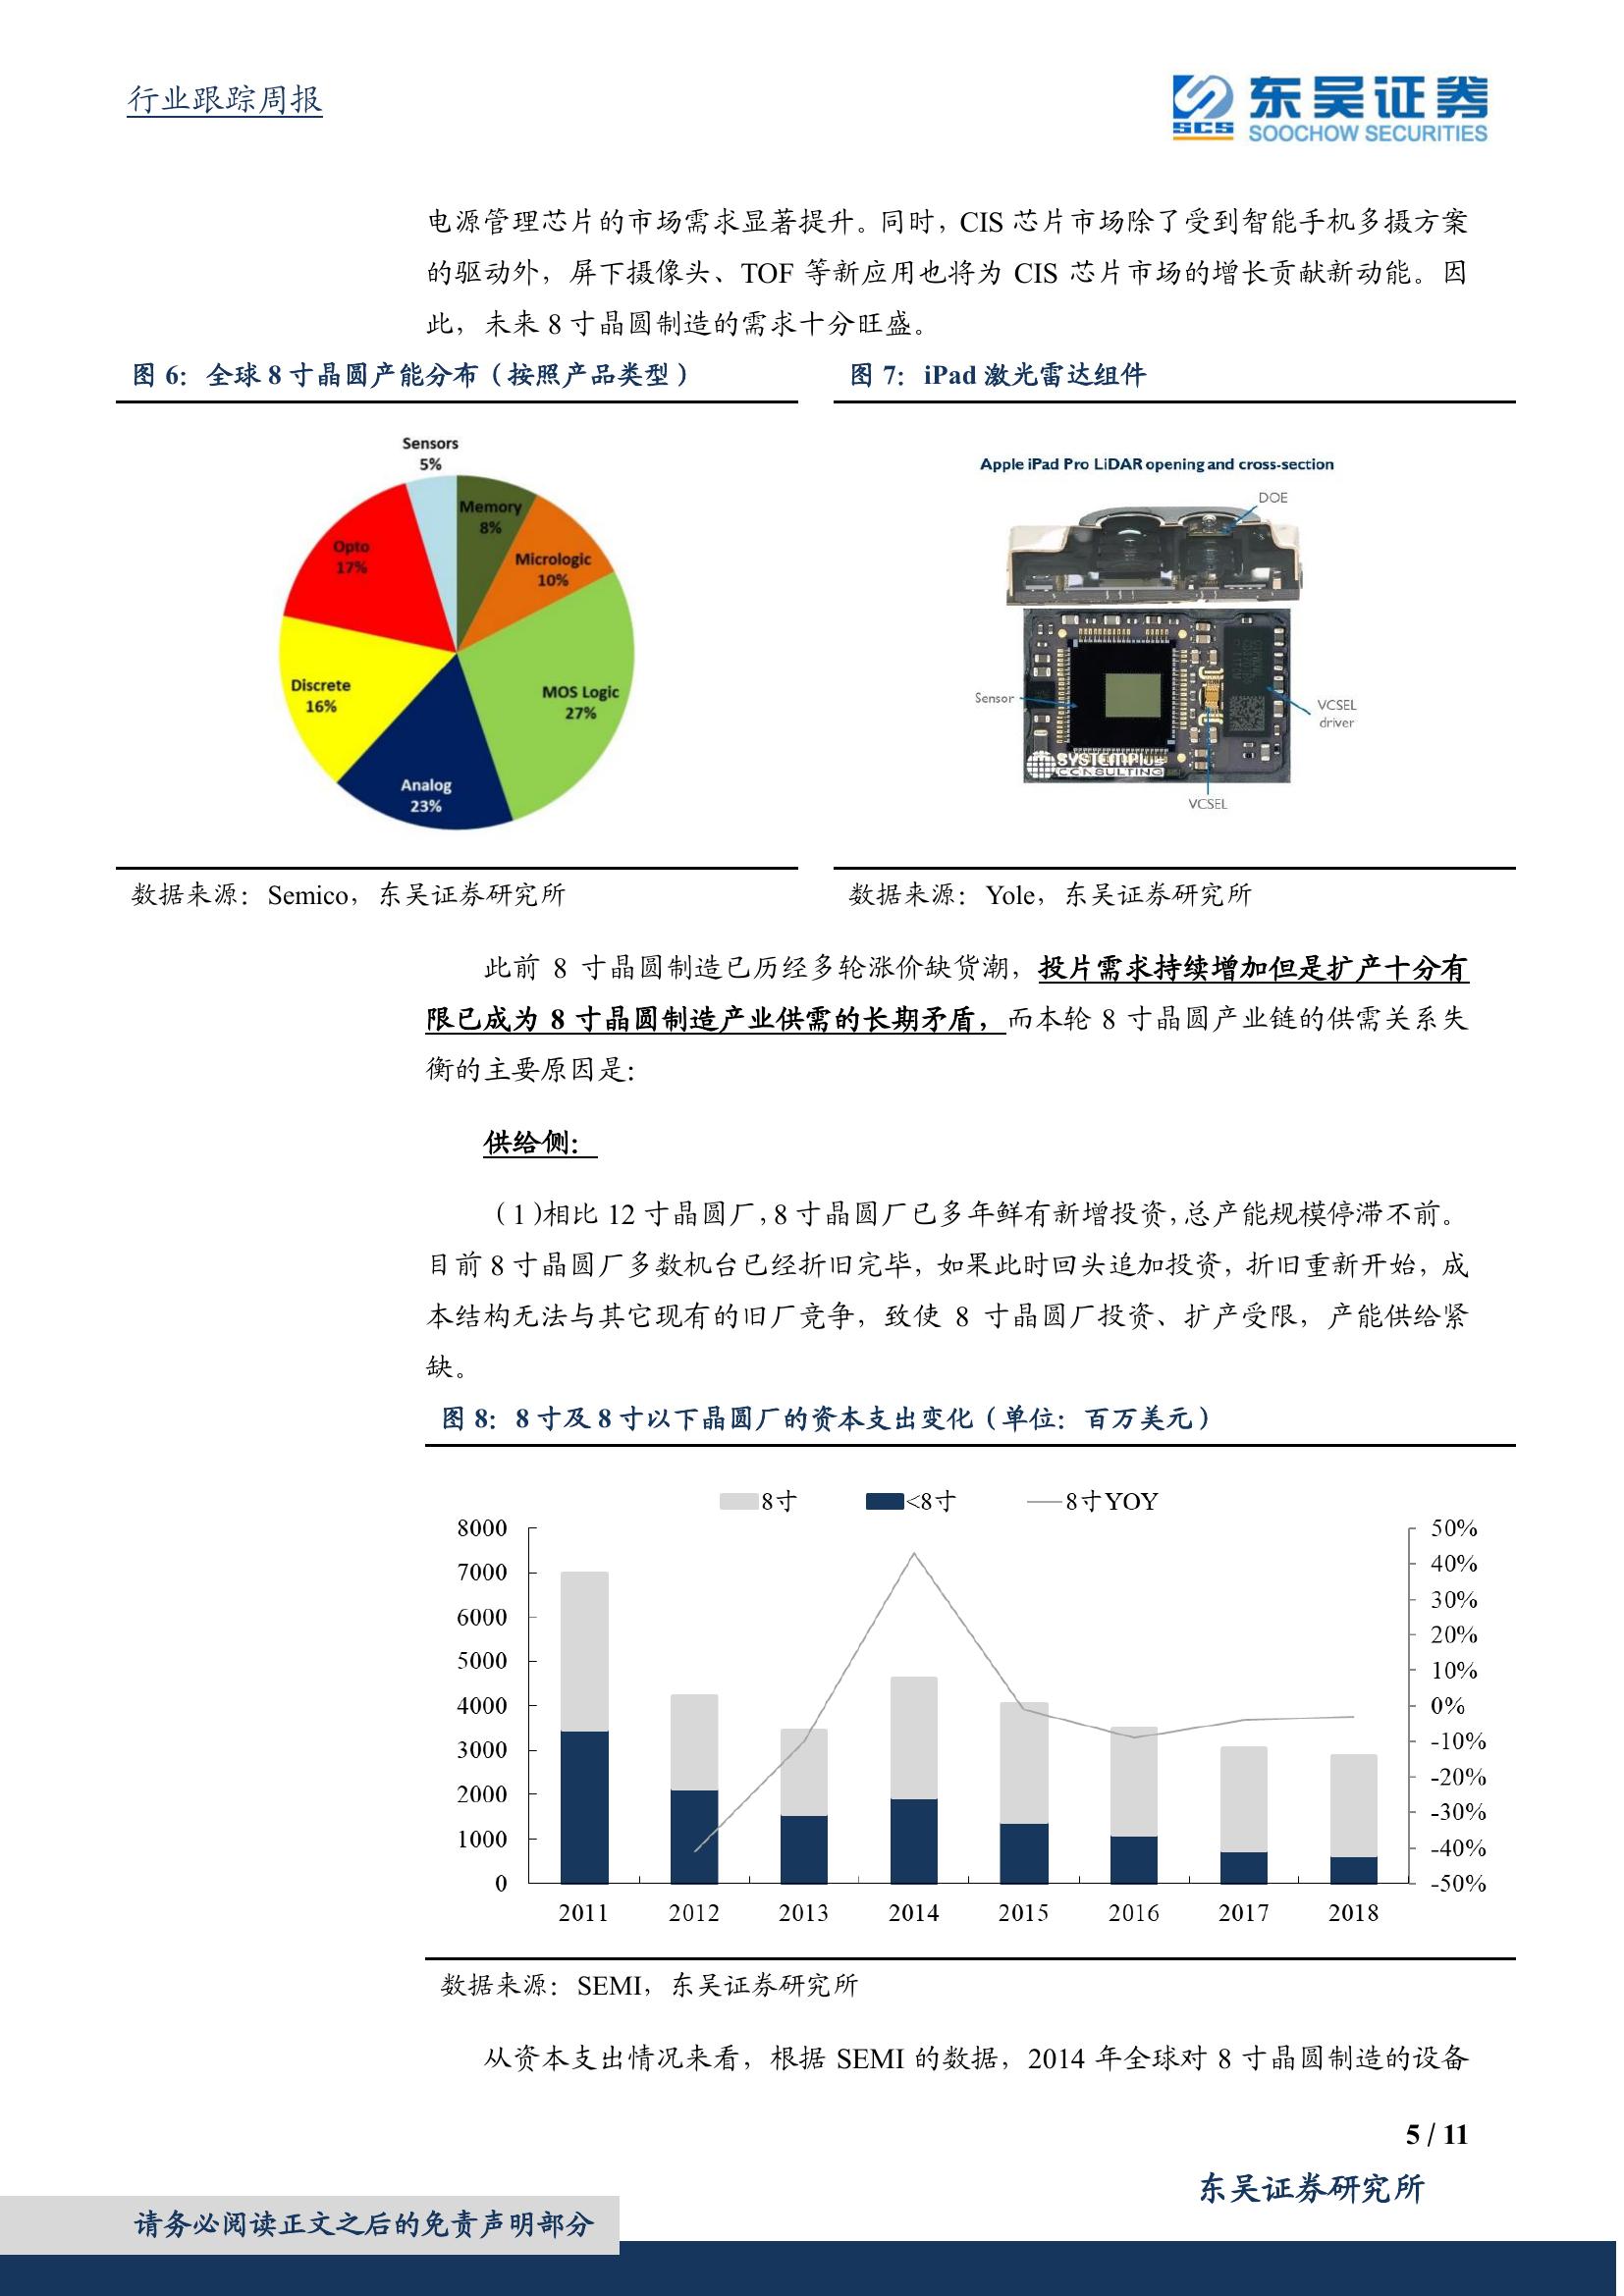 行业跟踪周报
东吴证券
SCS
SOOCHOW SECURITIES
电源管理芯片的市场需求显著提升。同时，CIS 芯片市场除了受到智能手机多摄方案
的驱动外，屏下摄像头、TOF 等新应用也将为 CIS 芯片市场的增长贡献新动能。因
此，未来 8 寸晶圆制造的需求十分旺盛。
图 6：全球 8 寸晶圆产能分布（按照产品类型）
Sensors
5%
Memory
8%
Micrologic
10%
MOS Logic
27%
Analog
23%
Discrete
16%
Opto
17%
数据来源：Semico，东吴证券研究所
图 7：iPad 激光雷达组件
Apple iPad Pro LiDAR opening and cross-section
DOE
Sensor
VCSEL
driver
SYSTEMPlus
CONSULTING
VCSEL
数据来源：Yole，东吴证券研究所
此前 8 寸晶圆制造已历经多轮涨价缺货潮，投片需求持续增加但是扩产十分有
限已成为 8 寸晶圆制造产业供需的长期矛盾，而本轮 8 寸晶圆产业链的供需关系失
衡的主要原因是：
供给侧：
（1）相比 12 寸晶圆厂，8 寸晶圆厂已多年鲜有新增投资，总产能规模停滞不前。
目前 8 寸晶圆厂多数机台已经折旧完毕，如果此时回头追加投资，折旧重新开始，成
本结构无法与其它现有的旧厂竞争，致使 8 寸晶圆厂投资、扩产受限，产能供给紧
缺。
图 8：8 寸及 8 寸以下晶圆厂的资本支出变化（单位：百万美元）
8寸 <8寸 8寸YOY
8000 50%
7000 40%
6000 30%
5000 20%
4000 10%
3000 0%
2000 -10%
1000 -20%
0 -30%
-40%
-50%
2011 2012 2013 2014 2015 2016 2017 2018
数据来源：SEMI，东吴证券研究所
从资本支出情况来看，根据 SEMI 的数据，2014 年全球对 8 寸晶圆制造的设备
5 / 11
东吴证券研究所
请务必阅读正文之后的免责声明部分